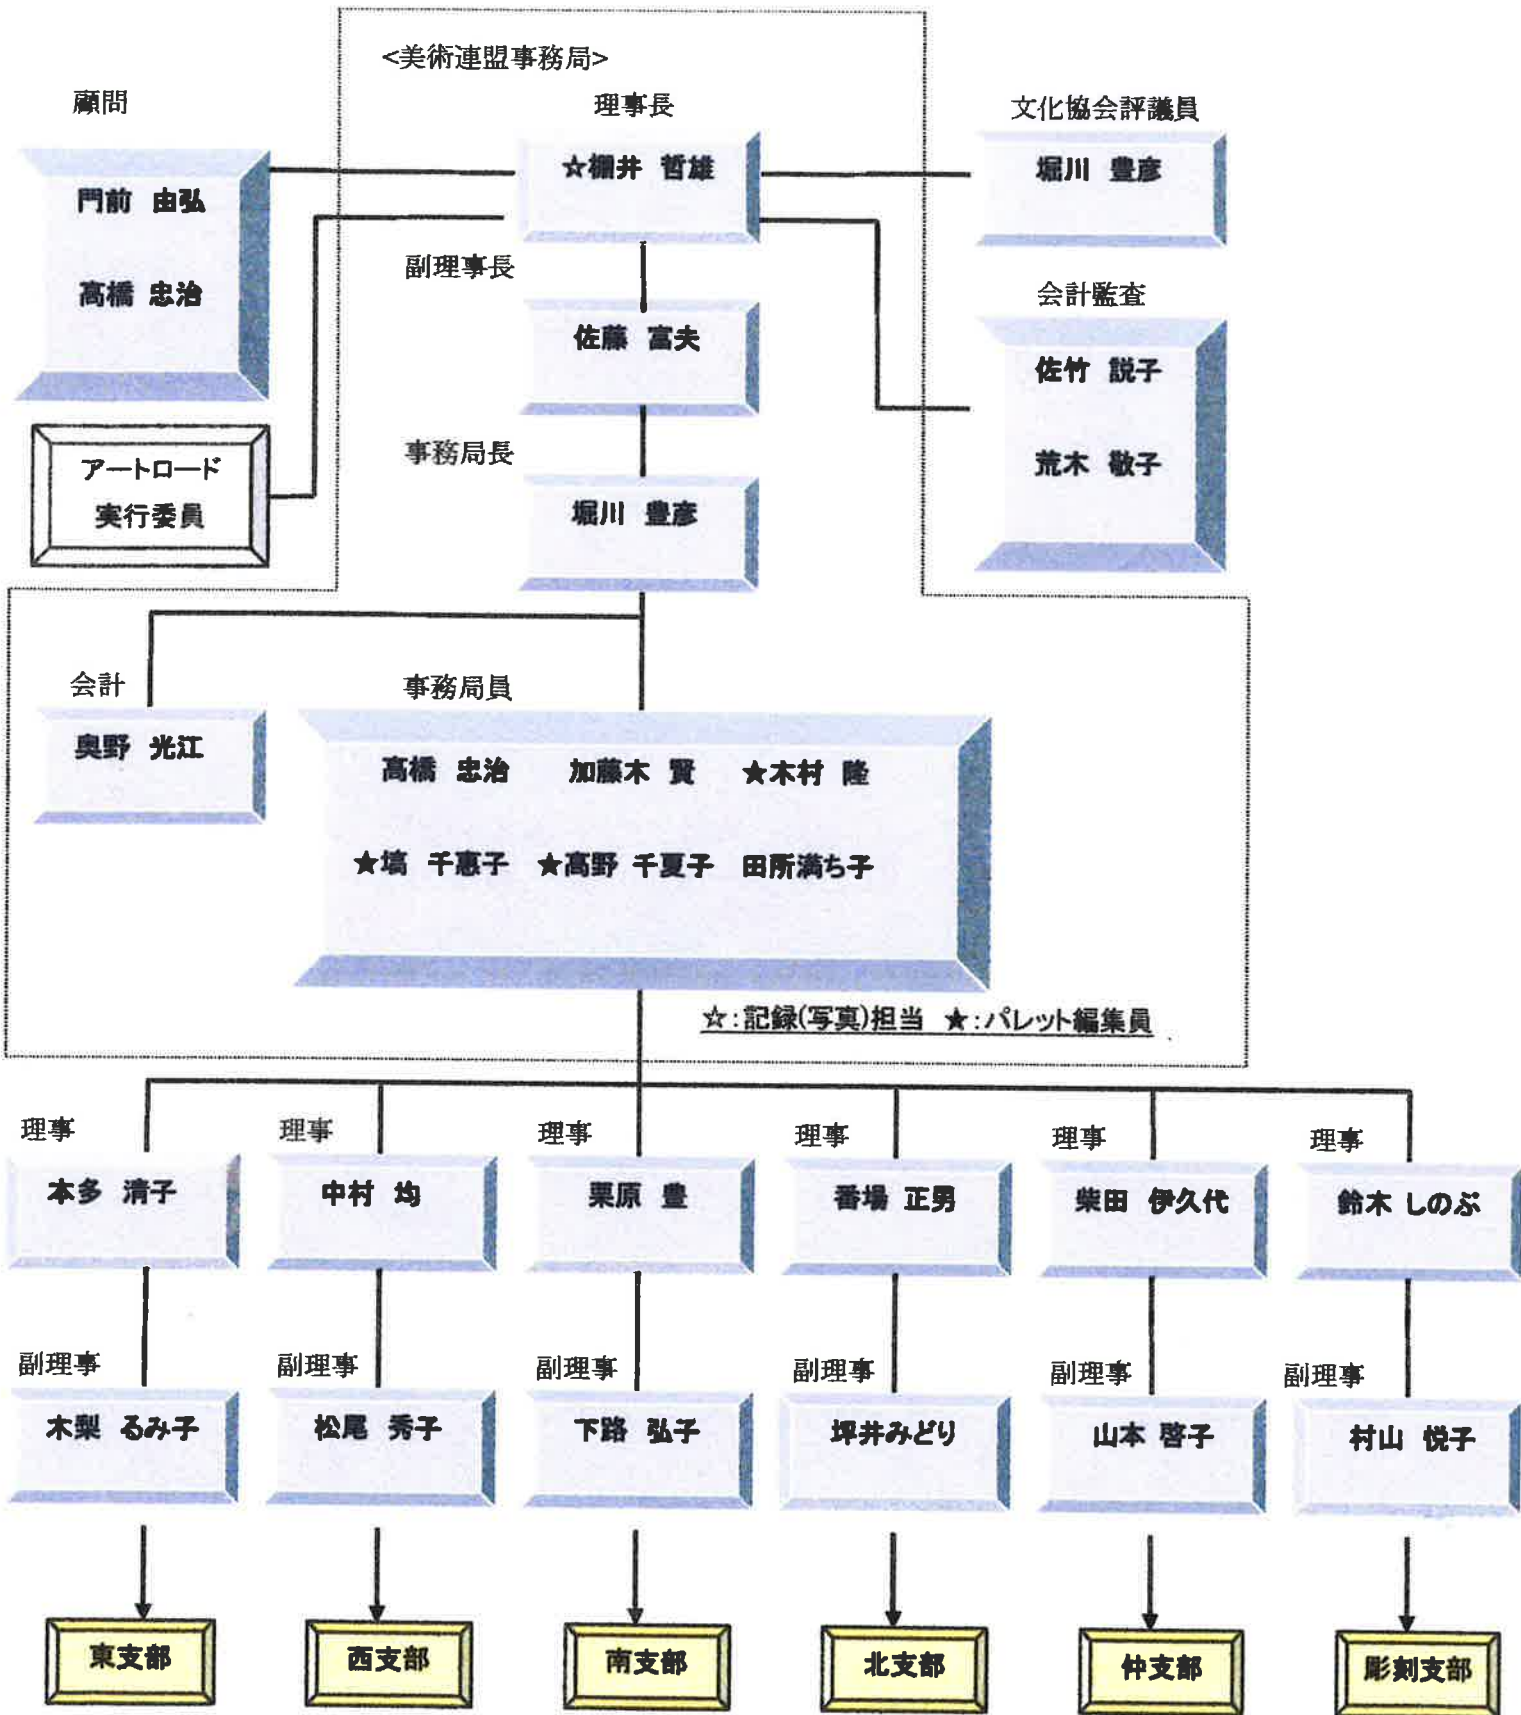 <美術連盟事務局>
顧問
理事長
文化協会評議員
門前 由弘
髙橋 忠治
☆棚井 哲雄
堀川 豊彦
副理事長
佐藤 富夫
会計監査
佐竹 説子
荒木 敬子
アートロード
実行委員
事務局長
堀川 豊彦
会計
奥野 光江
事務局員
髙橋 忠治 加藤木 賢 ★木村 隆
★塙 千恵子 ★髙野 千夏子 田所満ち子
☆:記録(写真)担当 ★:パレット編集員
理事 理事 理事 理事 理事 理事
本多 清子 中村 均 栗原 豊 番場 正男 柴田 伊久代 鈴木 しのぶ
副理事 副理事 副理事 副理事 副理事 副理事
木梨 るみ子 松尾 秀子 下路 弘子 坪井みどり 山本 啓子 村山 悦子
東支部 西支部 南支部 北支部 仲支部 彫刻支部